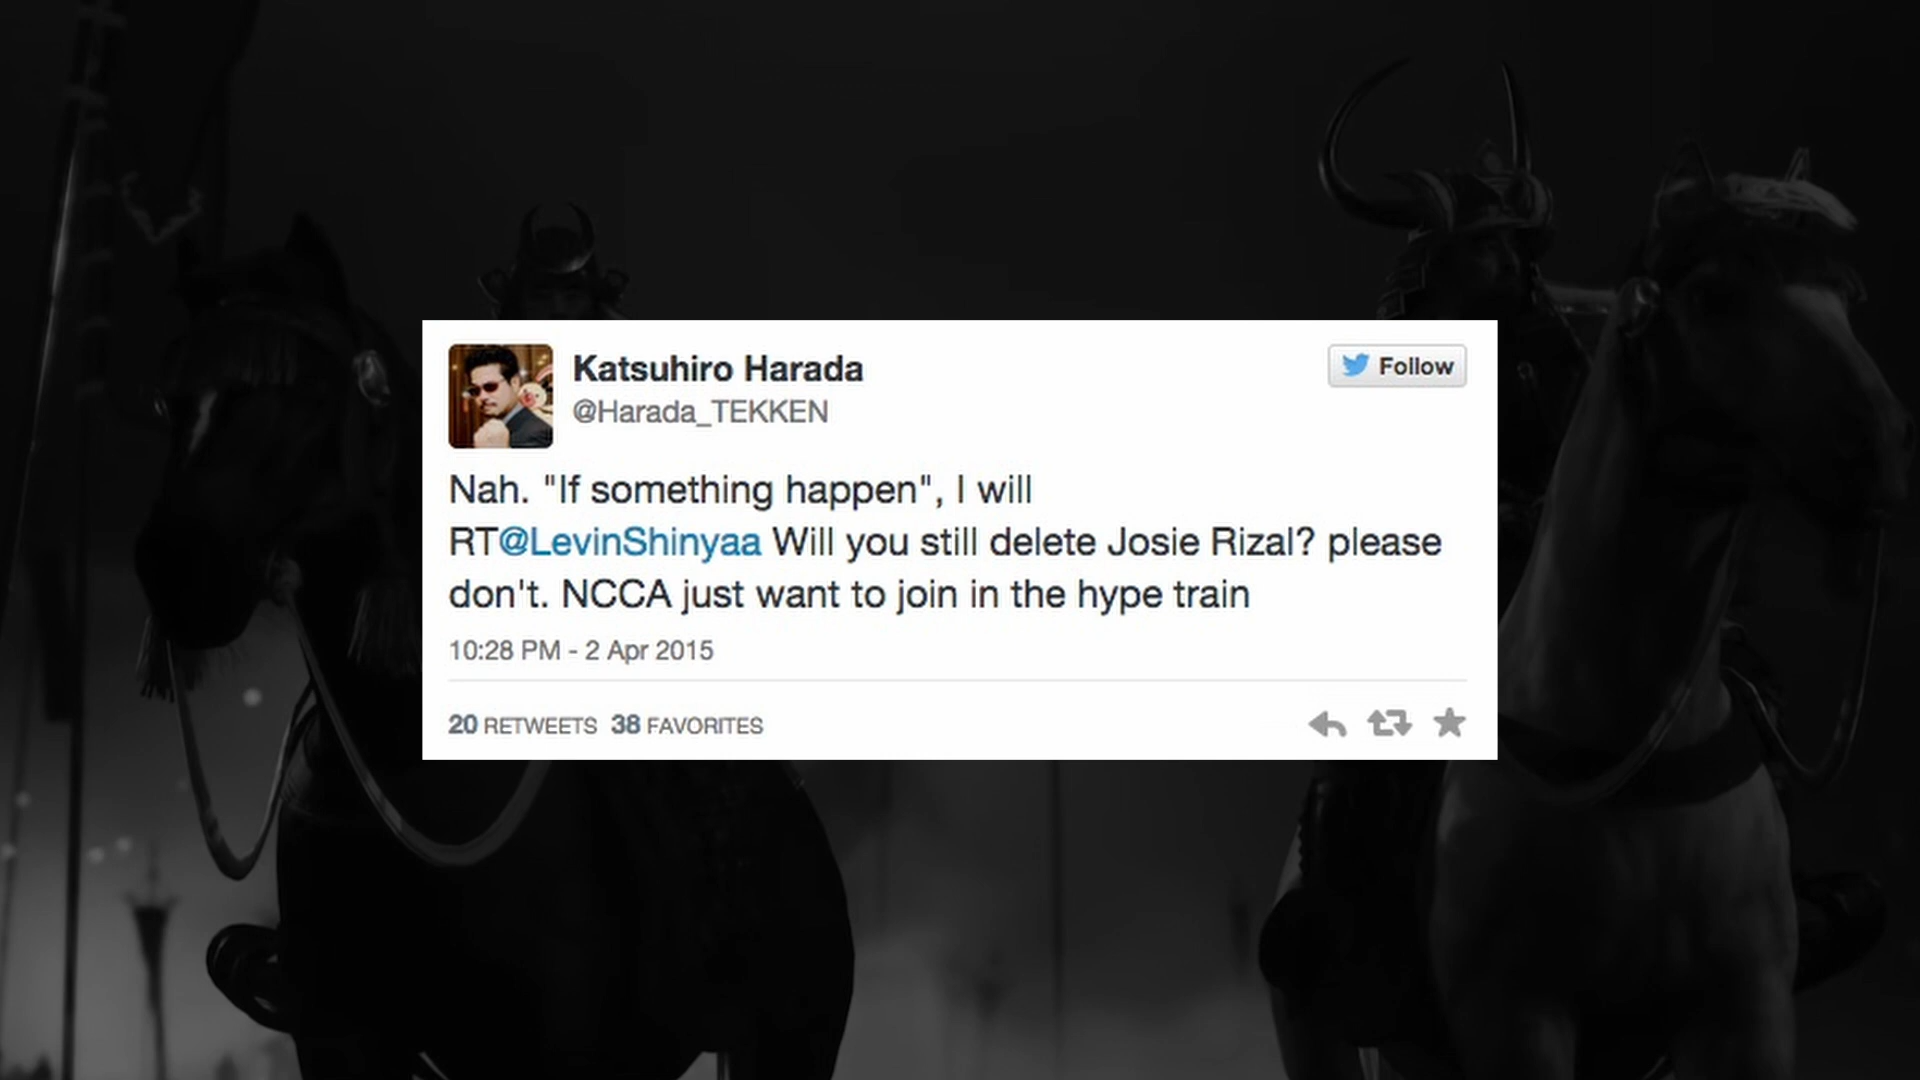 Katsuhiro Harada
@Harada_TEKKEN
Follow
Nah. "If something happen", I will
RT@LevinShinyaa Will you still delete Josie Rizal? please
don't. NCCA just want to join in the hype train
10:28 PM - 2 Apr 2015
20 RETWEETS 38 FAVORITES